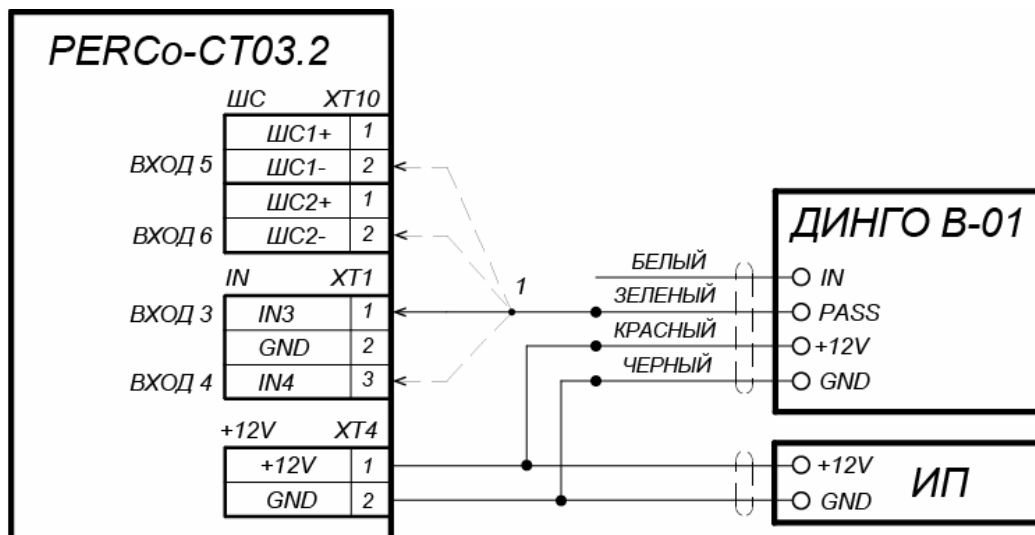 PERCo-CT03.2
ШС XT10
ШС1+ 1
ВХОД 5 ШС1- 2
ШС2+ 1
ВХОД 6 ШС2- 2
IN XT1
ВХОД 3 IN3 1
GND 2
ВХОД 4 IN4 3
+12V XT4
+12V 1
GND 2
1
БЕЛЫЙ
ЗЕЛЕНЫЙ
КРАСНЫЙ
ЧЕРНЫЙ
ДИНГО В-01
IN
PASS
+12V
GND
ИП
+12V
GND